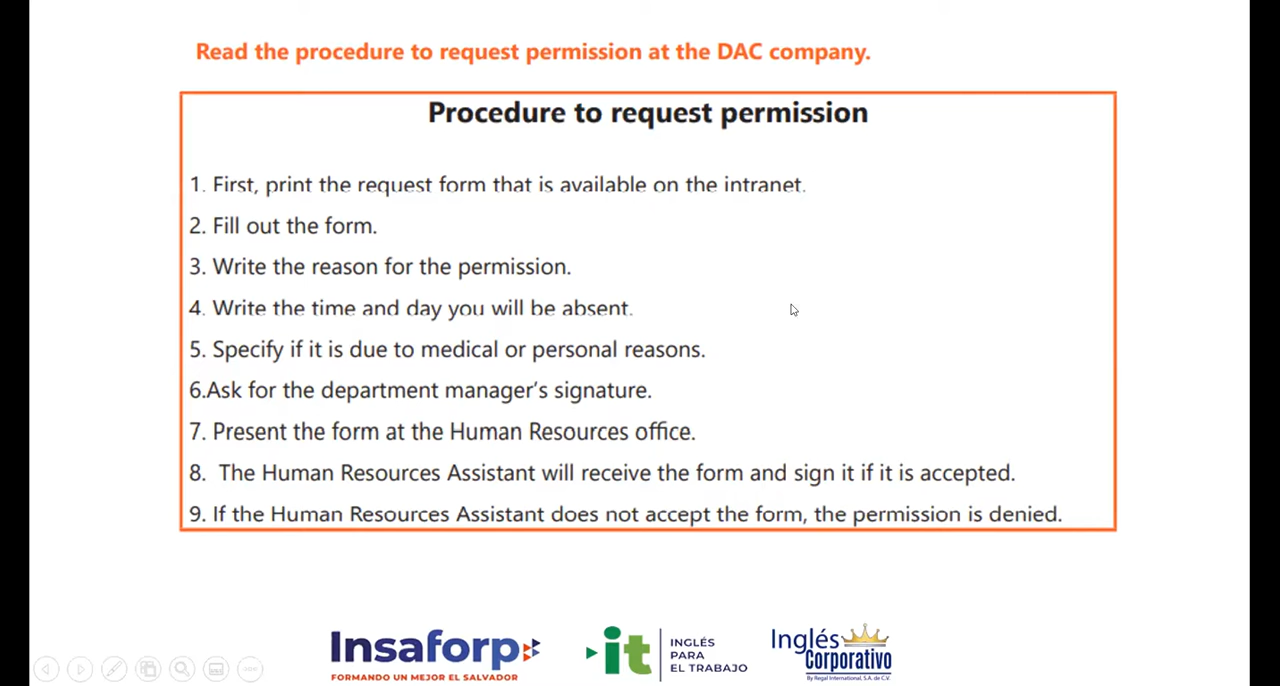 Read the procedure to request permission at the DAC company.
Procedure to request permission
1. First, print the request form that is available on the intranet.
2. Fill out the form.
3. Write the reason for the permission.
4. Write the time and day you will be absent.
5. Specify if it is due to medical or personal reasons.
6.Ask for the department manager's signature.
7. Present the form at the Human Resources office.
8.  The Human Resources Assistant will receive the form and sign it if it is accepted.
9. If the Human Resources Assistant does not accept the form, the permission is denied.
Insaforp
FORMANDO UN MEJOR EL SALVADOR
it
INGLÉS
PARA
EL TRABAJO
Inglés
Corporativo
By Regal International, S.A. de C.V.